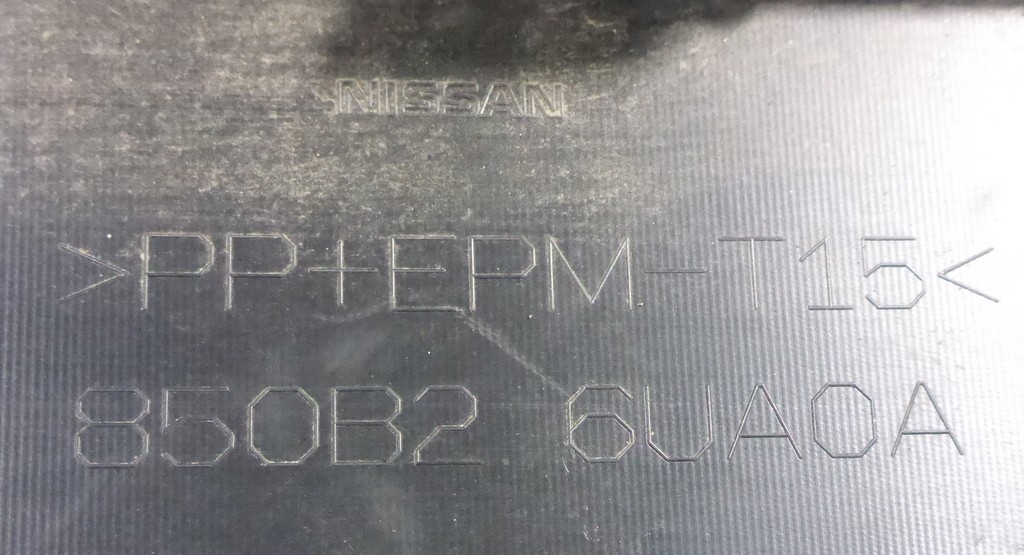 NISSAN
>PP+EPM-T15<
850B2 6UA0A